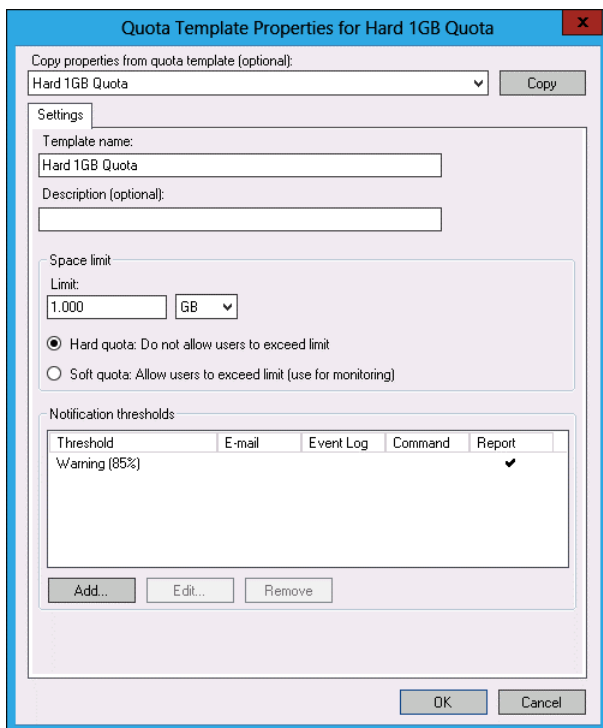 Quota Template Properties for Hard 1GB Quota
x
Copy properties from quota template (optional):
Hard 1GB Quota
Copy
Settings
Template name:
Hard 1GB Quota
Description (optional):
Space limit
Limit:
1.000 GB
Hard quota: Do not allow users to exceed limit
Soft quota: Allow users to exceed limit (use for monitoring)
Notification thresholds
Threshold E-mail Event Log Command Report
Warning (85%)
Add... Edit... Remove
OK Cancel